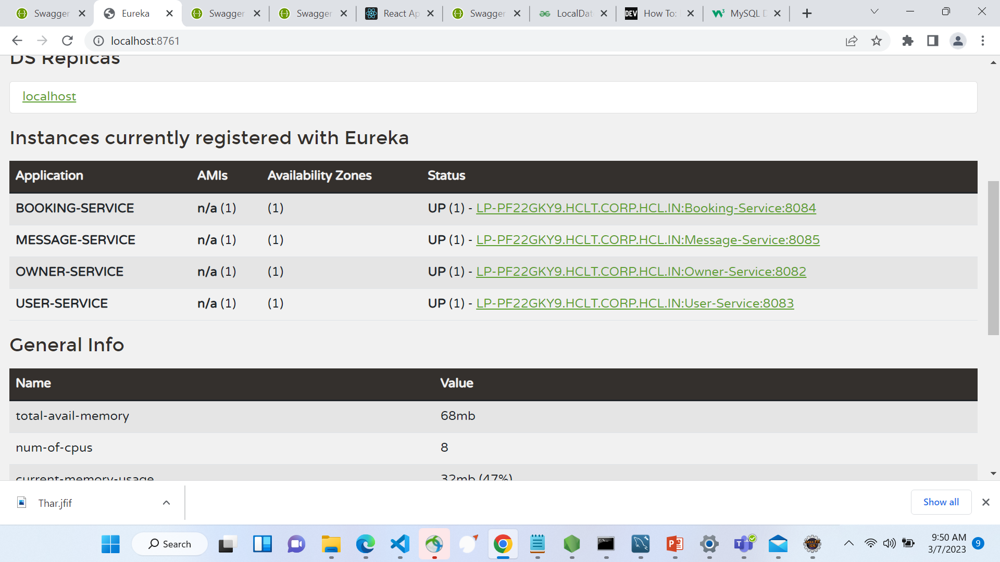 Swagger
Eureka
Swagger
Swagger
React Ap
Swagger
LocalDat
DEV
How To:
MySQL D
localhost:8761
DS Replicas
localhost
Instances currently registered with Eureka
Application AMIs Availability Zones Status
BOOKING-SERVICE n/a (1) (1) UP (1) - LP-PF22GKY9.HCLT.CORP.HCL.IN:Booking-Service:8084
MESSAGE-SERVICE n/a (1) (1) UP (1) - LP-PF22GKY9.HCLT.CORP.HCL.IN:Message-Service:8085
OWNER-SERVICE n/a (1) (1) UP (1) - LP-PF22GKY9.HCLT.CORP.HCL.IN:Owner-Service:8082
USER-SERVICE n/a (1) (1) UP (1) - LP-PF22GKY9.HCLT.CORP.HCL.IN:User-Service:8083
General Info
Name Value
total-avail-memory 68mb
num-of-cpus 8
current-memory-usage 32mb (47%)
Thar.jfif
Show all
Search
9:50 AM
3/7/2023
9